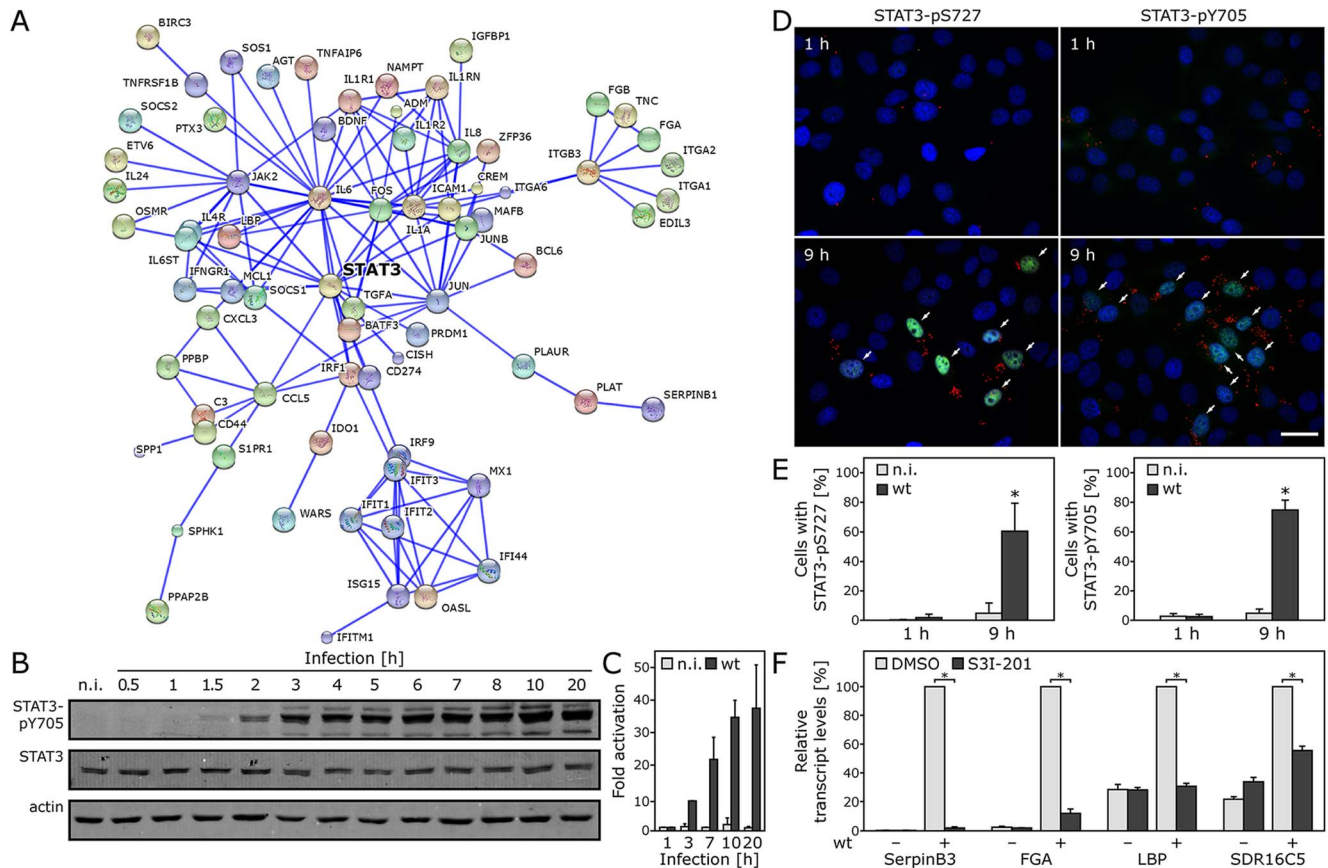 A
BIRC3
SOS1
TNFAIP6
IGFBP1
TNFRSF1B
AGT
IL1R1
NAMPT
IL1RN
SOCS2
ADM
PTX3
BDNF
IL1R2
IL8
ZFP36
ETV6
CREM
IL24
JAK2
IL6
FOS
ICAM1
ITGA6
OSMR
IL4R
LBP
IL1A
MAFB
JUNB
IL6ST
BCL6
IFNGR1
MCL1
STAT3
SOCS1
TGFA
JUN
CXCL3
BATF3
PRDM1
PPBP
CISH
PLAUR
IRF1
CD274
C3
CCL5
PLAT
SERPINB1
CD44
SPP1
S1PR1
IDO1
IRF9
IFIT3
MX1
WARS
IFIT1
IFIT2
SPHK1
IFI44
ISG15
OASL
PPAP2B
IFITM1
FGB
TNC
FGA
ITGB3
ITGA2
ITGA1
EDIL3
B
Infection [h]
n.i. 0.5 1 1.5 2 3 4 5 6 7 8 10 20
STAT3-
pY705
STAT3
actin
C
n.i. wt
Fold activation
50
40
30
20
10
0
1 3 7 10 20
Infection [h]
D
STAT3-pS727
STAT3-pY705
1 h
1 h
9 h
9 h
E
Cells with
STAT3-pS727 [%]
n.i.
wt
100
80
60
40
20
0
*
1 h 9 h
Cells with
STAT3-pY705 [%]
n.i.
wt
100
80
60
40
20
0
*
1 h 9 h
F
DMSO S3I-201
Relative
transcript levels [%]
100
80
60
40
20
0
* * * *
wt – + – + – + – +
SerpinB3 FGA LBP SDR16C5